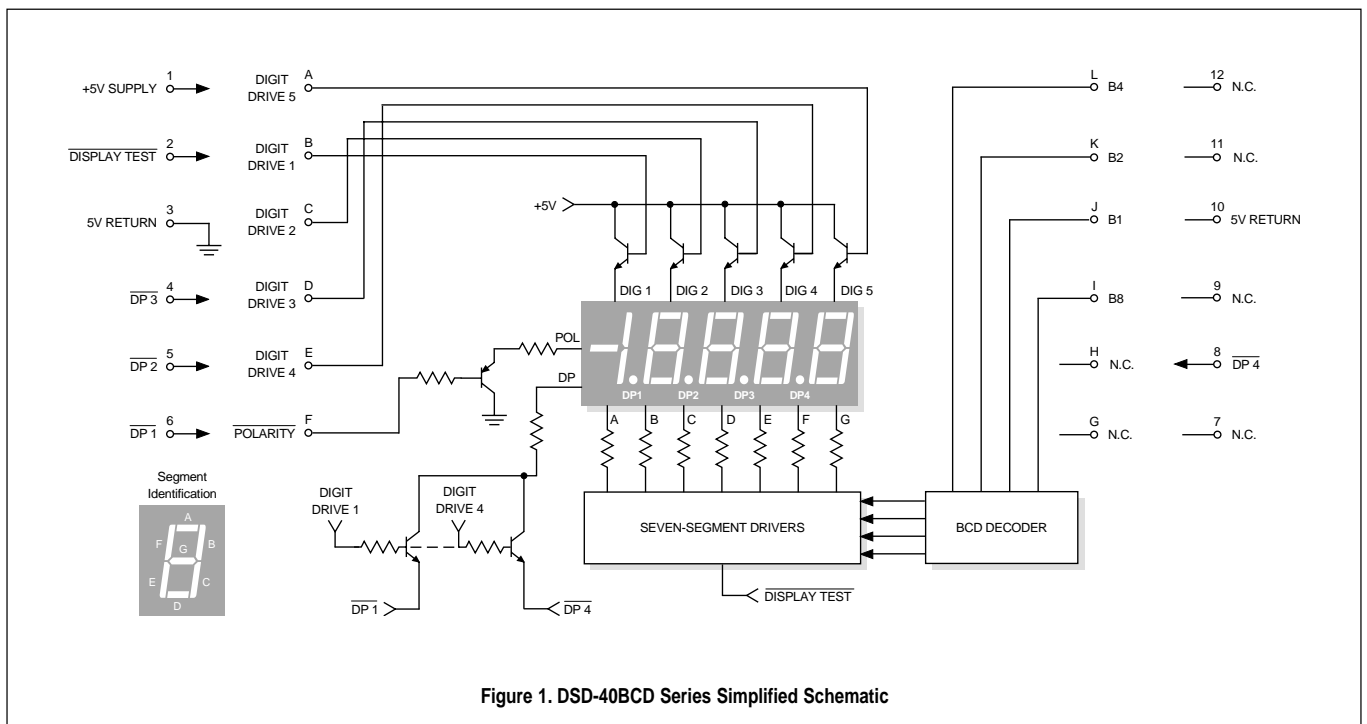 1
+5V SUPPLY
DIGIT
DRIVE 5
A
2
DISPLAY TEST
DIGIT
DRIVE 1
B
3
5V RETURN
DIGIT
DRIVE 2
C
4
DP 3
DIGIT
DRIVE 3
D
5
DP 2
DIGIT
DRIVE 4
E
6
DP 1
POLARITY
F
+5V
DIG 1
DIG 2
DIG 3
DIG 4
DIG 5
POL
-1.8.8.8.8
DP
DP1
DP2
DP3
DP4
A
B
C
D
E
F
G
L
B4
12
N.C.
K
B2
11
N.C.
J
B1
10
5V RETURN
I
B8
9
N.C.
H
N.C.
8
DP 4
G
N.C.
7
N.C.
Segment
Identification
A
F
G
B
E
C
D
DIGIT
DRIVE 1
DIGIT
DRIVE 4
DP 1
DP 4
SEVEN-SEGMENT DRIVERS
BCD DECODER
DISPLAY TEST
Figure 1. DSD-40BCD Series Simplified Schematic